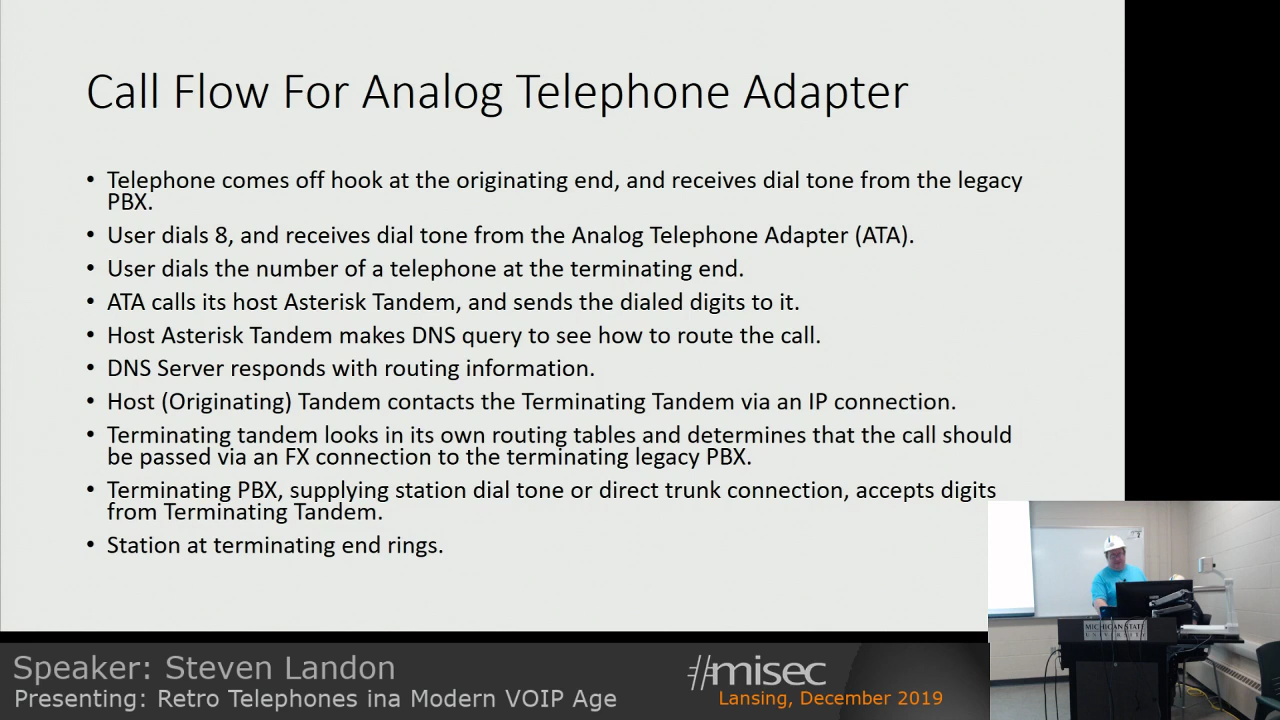 Call Flow For Analog Telephone Adapter
• Telephone comes off hook at the originating end, and receives dial tone from the legacy
PBX.
• User dials 8, and receives dial tone from the Analog Telephone Adapter (ATA).
• User dials the number of a telephone at the terminating end.
• ATA calls its host Asterisk Tandem, and sends the dialed digits to it.
• Host Asterisk Tandem makes DNS query to see how to route the call.
• DNS Server responds with routing information.
• Host (Originating) Tandem contacts the Terminating Tandem via an IP connection.
• Terminating tandem looks in its own routing tables and determines that the call should
be passed via an FX connection to the terminating legacy PBX.
• Terminating PBX, supplying station dial tone or direct trunk connection, accepts digits
from Terminating Tandem.
• Station at terminating end rings.
MICHIGAN STATE
UNIVERSITY
Speaker: Steven Landon
Presenting: Retro Telephones ina Modern VOIP Age
#misec
Lansing, December 2019